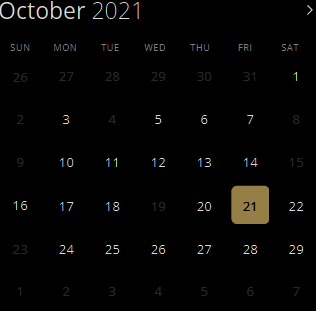 October 2021
SUN MON TUE WED THU FRI SAT
26 27 28 29 30 31 1
2 3 4 5 6 7 8
9 10 11 12 13 14 15
16 17 18 19 20 21 22
23 24 25 26 27 28 29
1 2 3 4 5 6 7